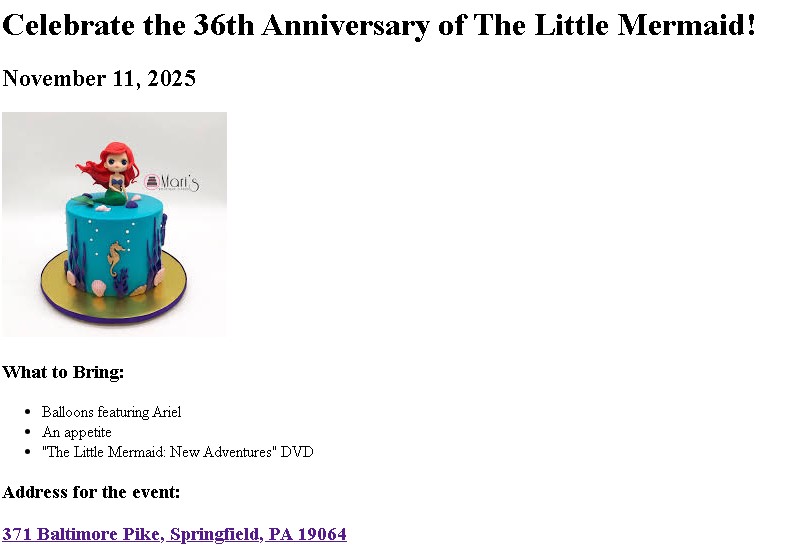 Celebrate the 36th Anniversary of The Little Mermaid!
November 11, 2025
Mari's
What to Bring:
Balloons featuring Ariel
An appetite
"The Little Mermaid: New Adventures" DVD
Address for the event:
371 Baltimore Pike, Springfield, PA 19064